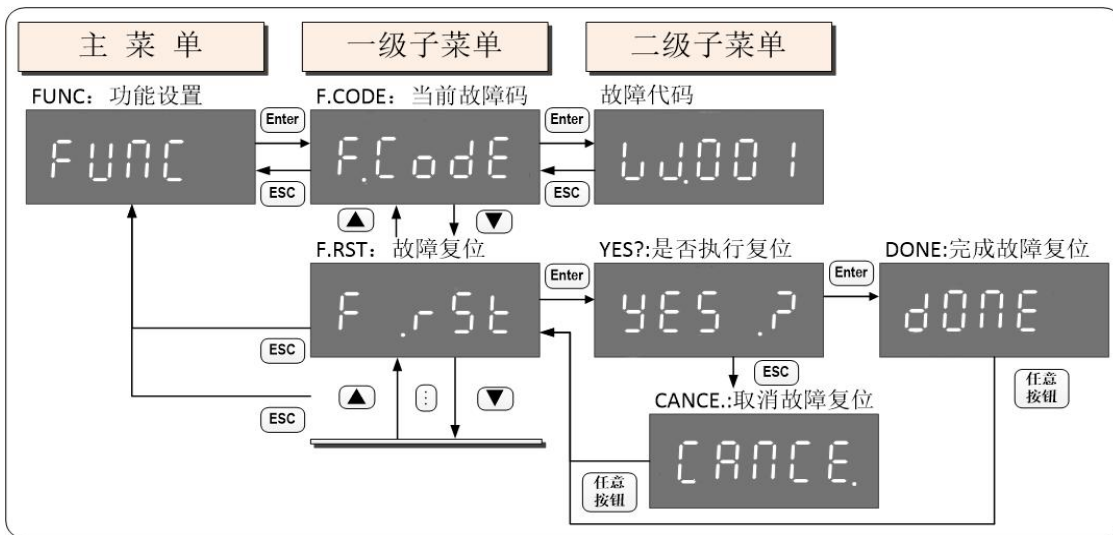 主 菜 单
一级子菜单
二级子菜单
FUNC：功能设置
F.CODE：当前故障码
故障代码
FUNC
Enter
ESC
F.CodE
Enter
ESC
W.001
▲
▼
F.RST：故障复位
YES?:是否执行复位
DONE:完成故障复位
F .rSt
Enter
YES .?
Enter
dONE
ESC
ESC
任意
按钮
▲
⋮
▼
ESC
CANCE.:取消故障复位
CANCE.
任意
按钮